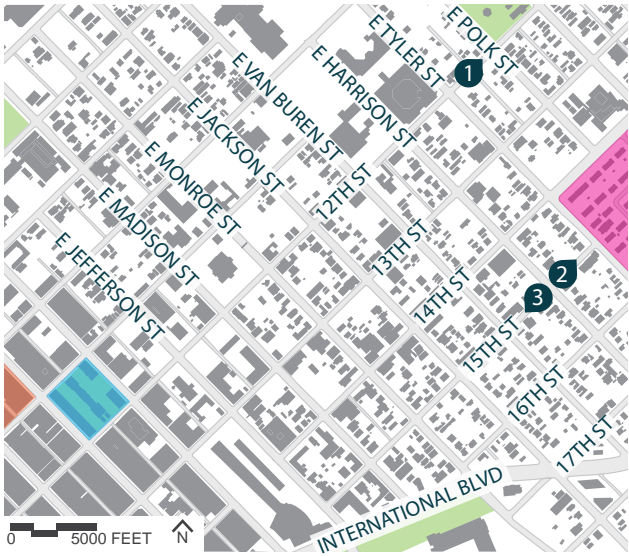 E POLK ST
E TYLER ST
1
E HARRISON ST
E VAN BUREN ST
E JACKSON ST
E MONROE ST
E MADISON ST
E JEFFERSON ST
12TH ST
13TH ST
14TH ST
2
3
15TH ST
16TH ST
17TH ST
INTERNATIONAL BLVD
0 5000 FEET N